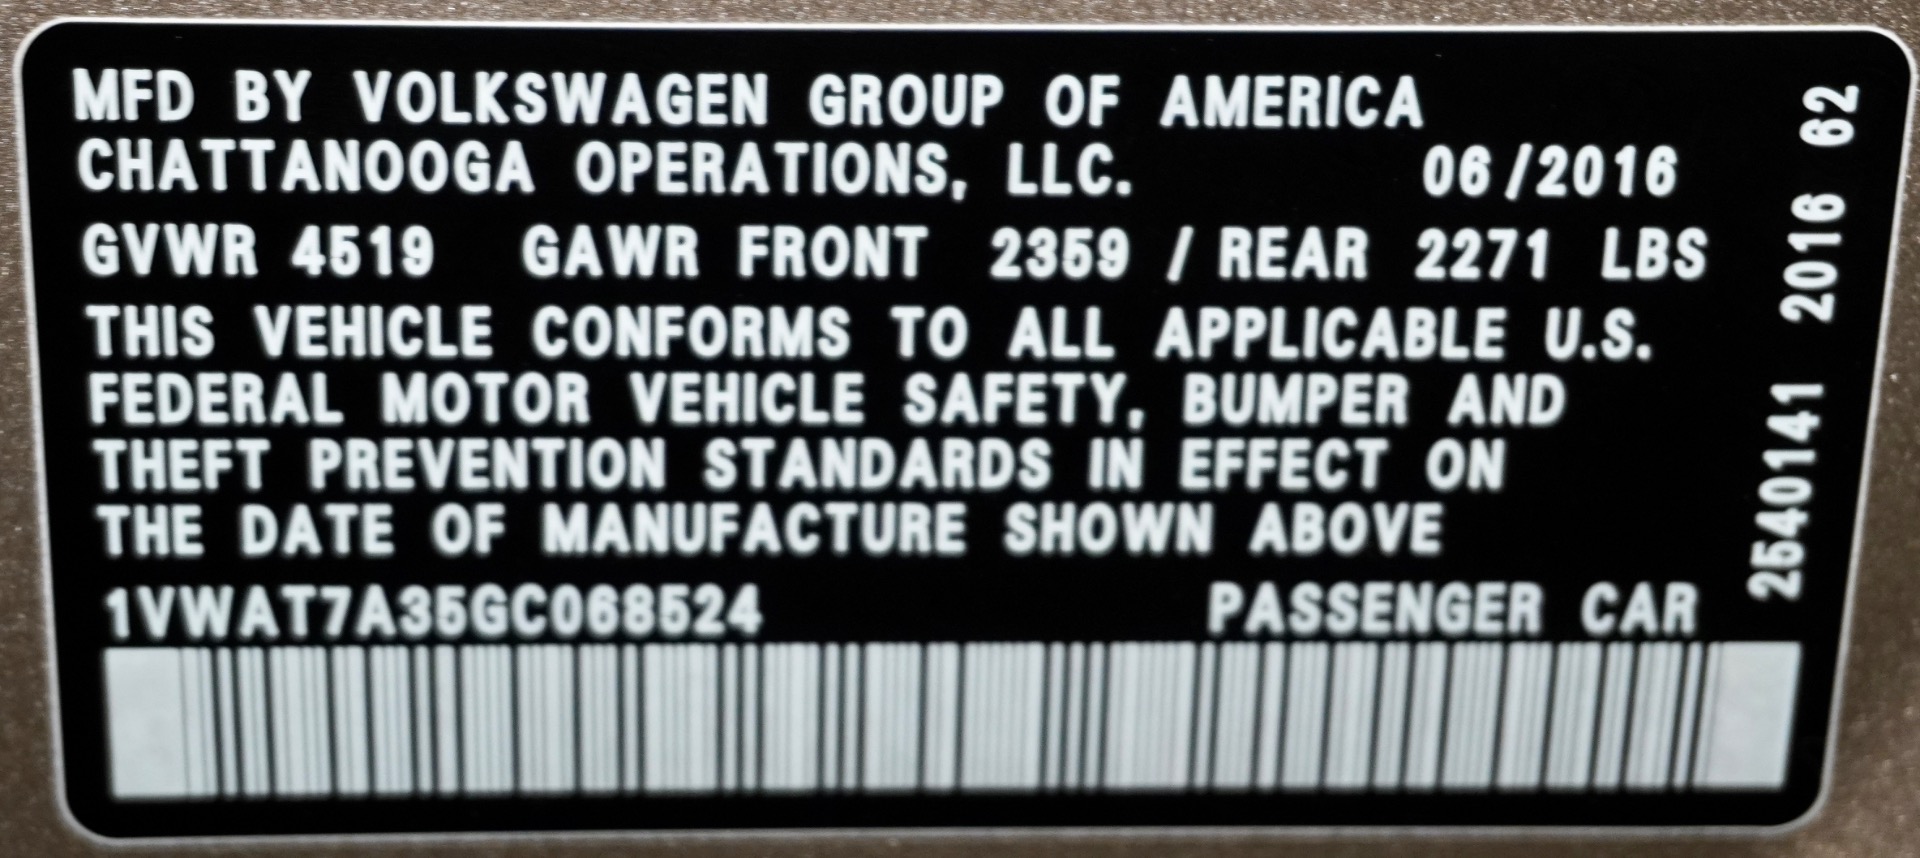 MFD BY VOLKSWAGEN GROUP OF AMERICA
CHATTANOOGA OPERATIONS, LLC. 06/2016
GVWR 4519 GAWR FRONT 2359 / REAR 2271 LBS
THIS VEHICLE CONFORMS TO ALL APPLICABLE U.S.
FEDERAL MOTOR VEHICLE SAFETY, BUMPER AND
THEFT PREVENTION STANDARDS IN EFFECT ON
THE DATE OF MANUFACTURE SHOWN ABOVE
1VWAT7A35GC068524 PASSENGER CAR
2540141 2016 62